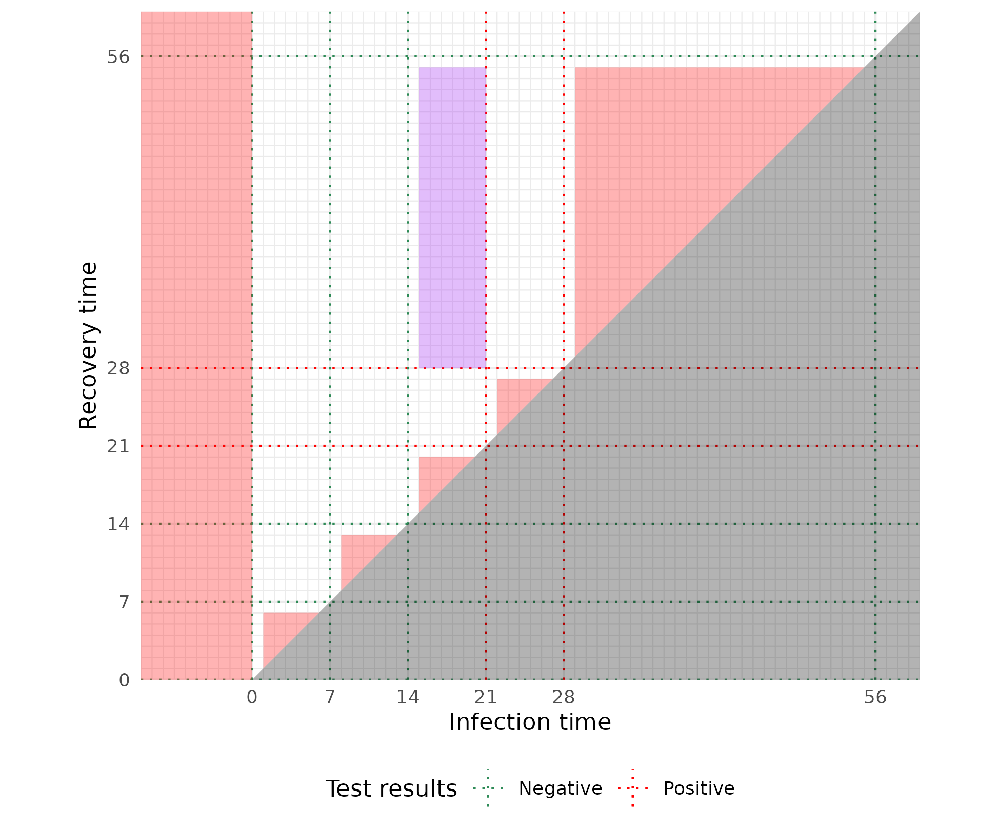 56
28
21
14
7
0
Recovery time
0 7 14 21 28 56
Infection time
Test results Negative Positive